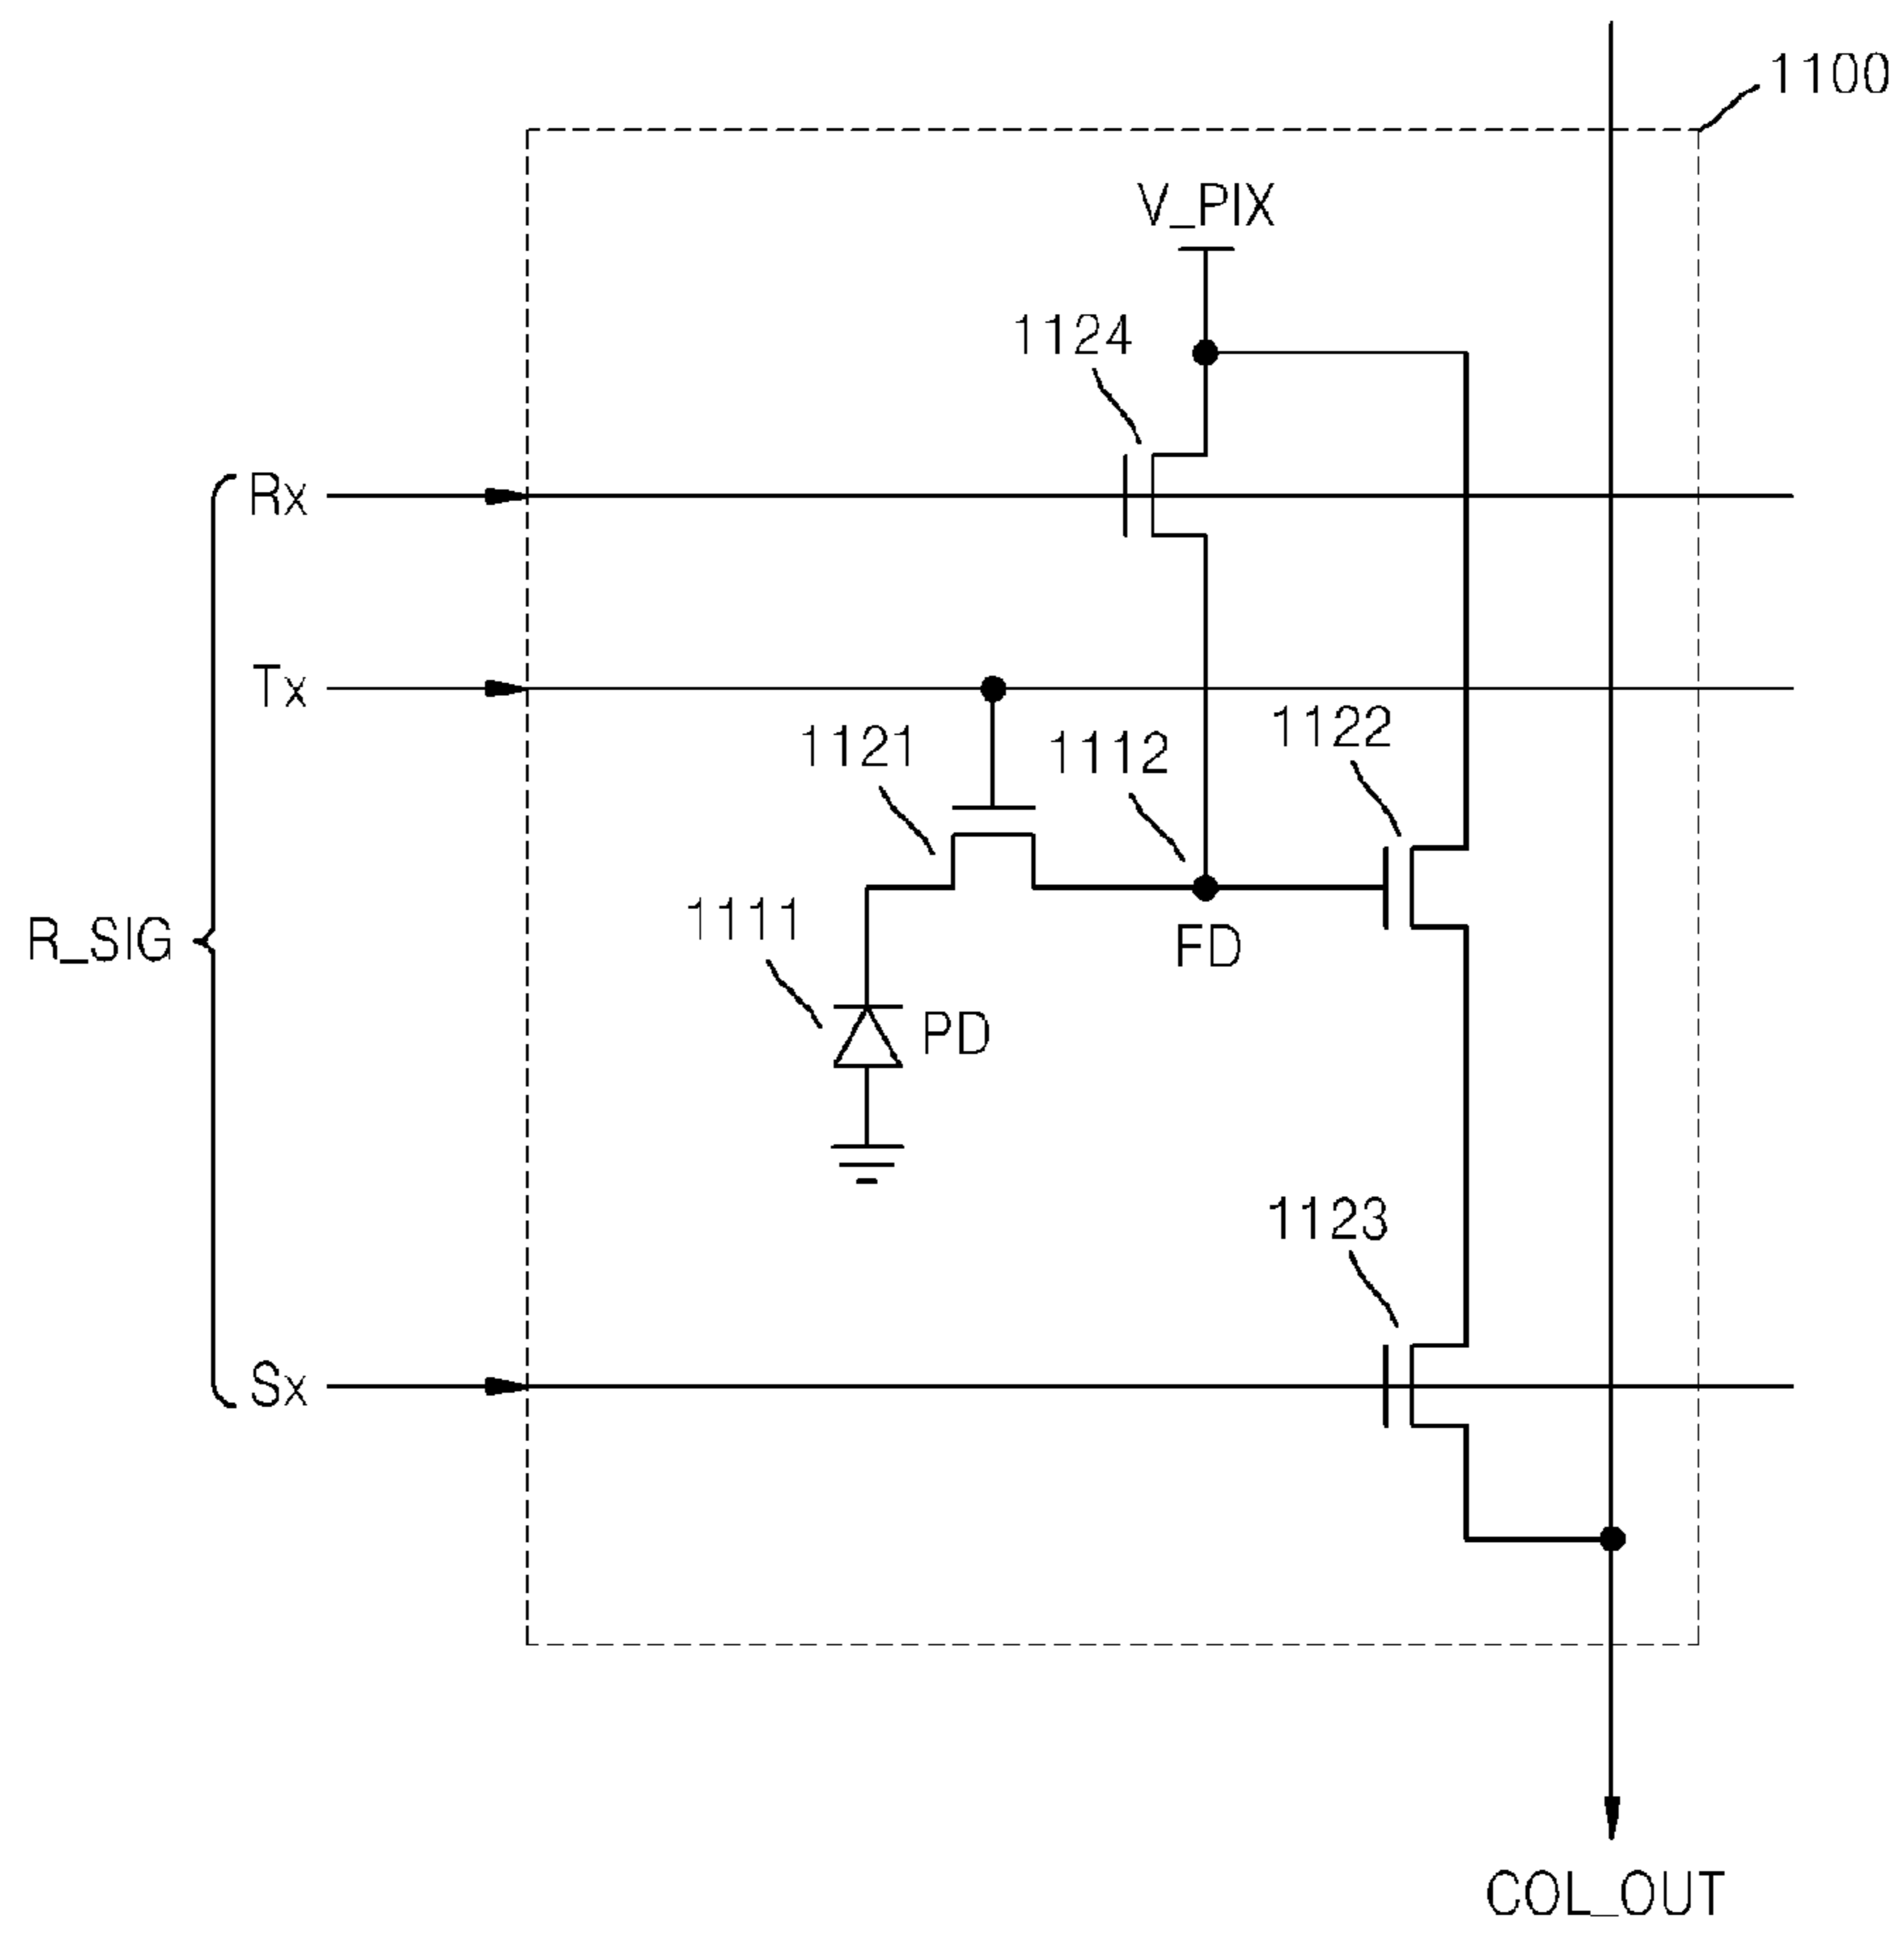 1100
V_PIX
1124
Rx
Tx
1121
1112
1122
1111
R_SIG
FD
PD
1123
Sx
COL_OUT